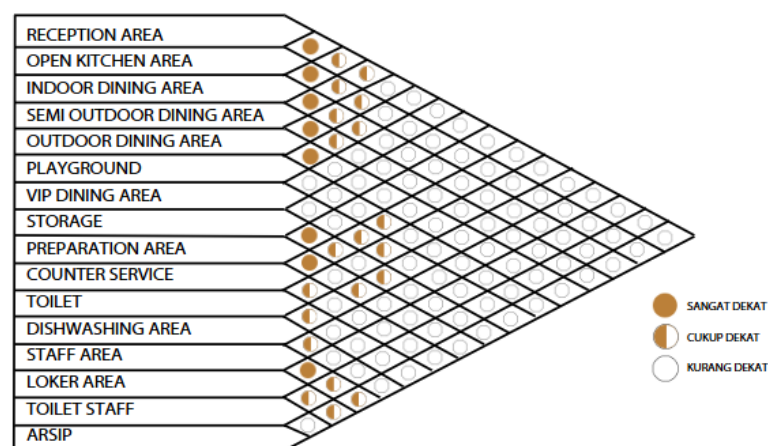 RECEPTION AREA
OPEN KITCHEN AREA
INDOOR DINING AREA
SEMI OUTDOOR DINING AREA
OUTDOOR DINING AREA
PLAYGROUND
VIP DINING AREA
STORAGE
PREPARATION AREA
COUNTER SERVICE
TOILET
DISHWASHING AREA
STAFF AREA
LOKER AREA
TOILET STAFF
ARSIP
SANGAT DEKAT
CUKUP DEKAT
KURANG DEKAT